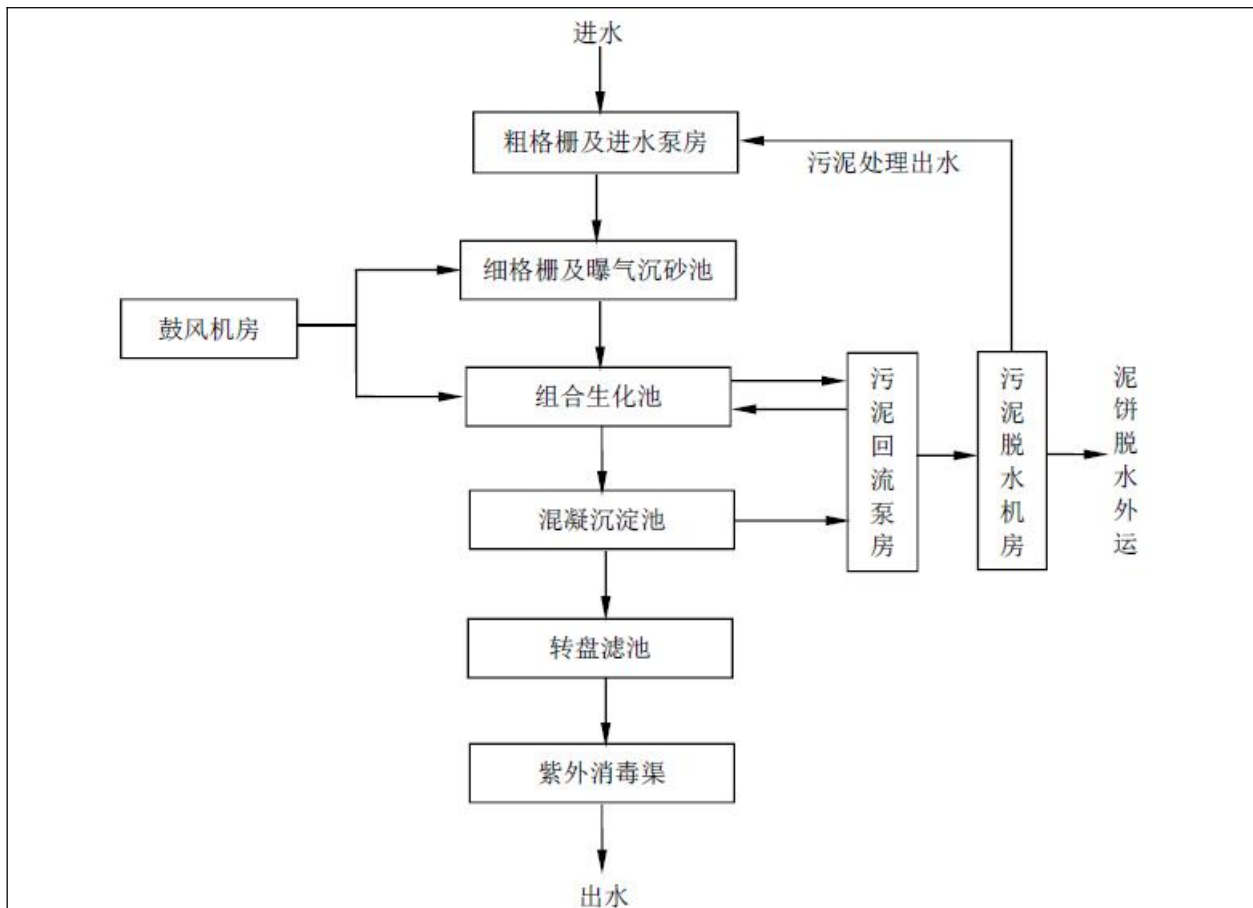 进水
粗格栅及进水泵房
污泥处理出水
细格栅及曝气沉砂池
鼓风机房
组合生化池
污泥回流泵房
污泥脱水机房
泥饼脱水外运
混凝沉淀池
转盘滤池
紫外消毒渠
出水